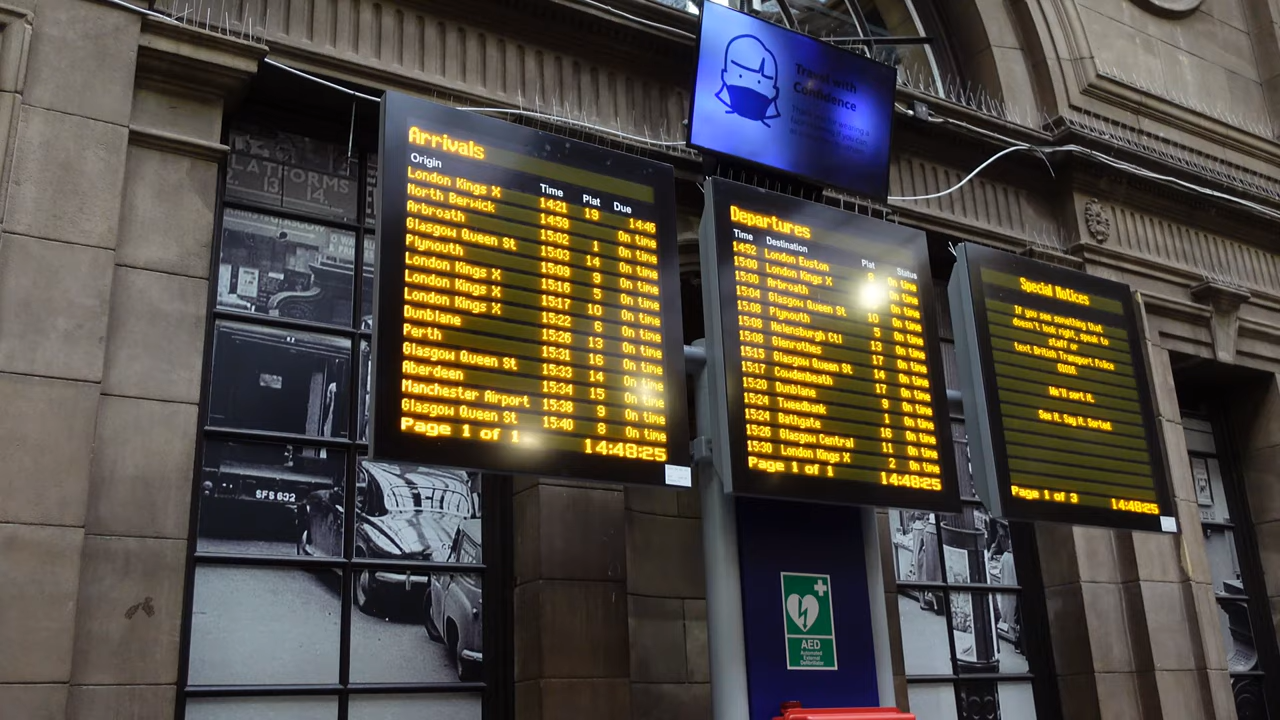 Travel with
Confidence
Arrivals
Origin Time Plat Due
London Kings X 14:21 19 14:46
North Berwick 14:59 On time
Arbroath 15:02 1 On time
Glasgow Queen St 15:03 14 On time
Plymouth 15:09 9 On time
London Kings X 15:16 5 On time
London Kings X 15:17 10 On time
London Kings X 15:22 6 On time
Dunblane 15:26 13 On time
Perth 15:31 16 On time
Glasgow Queen St 15:33 14 On time
Aberdeen 15:34 15 On time
Manchester Airport 15:38 9 On time
Glasgow Queen St 15:40 8 On time
Page 1 of 1 14:48:25
Departures
Time Destination Plat Status
14:52 London Euston On time
15:00 London Kings X On time
15:00 Arbroath On time
15:04 Glasgow Queen St 10 On time
15:08 Plymouth 5 On time
15:08 Helensburgh Ctl 13 On time
15:08 Glenrothes 17 On time
15:15 Glasgow Queen St 14 On time
15:17 Cowdenbeath 17 On time
15:20 Dunblane 9 On time
15:24 Tweedbank 1 On time
15:24 Bathgate 16 On time
15:26 Glasgow Central 11 On time
15:30 London Kings X 2 On time
Page 1 of 1 14:48:25
Special Notices
If you see something that
doesn't look right, speak to
staff or
text British Transport Police
61016.
We'll sort it.
See it. Say it. Sorted.
Page 1 of 3 14:48:25
PLATFORMS
12. 13. 14.
SFS 632
AED
Automated
External
Defibrillator